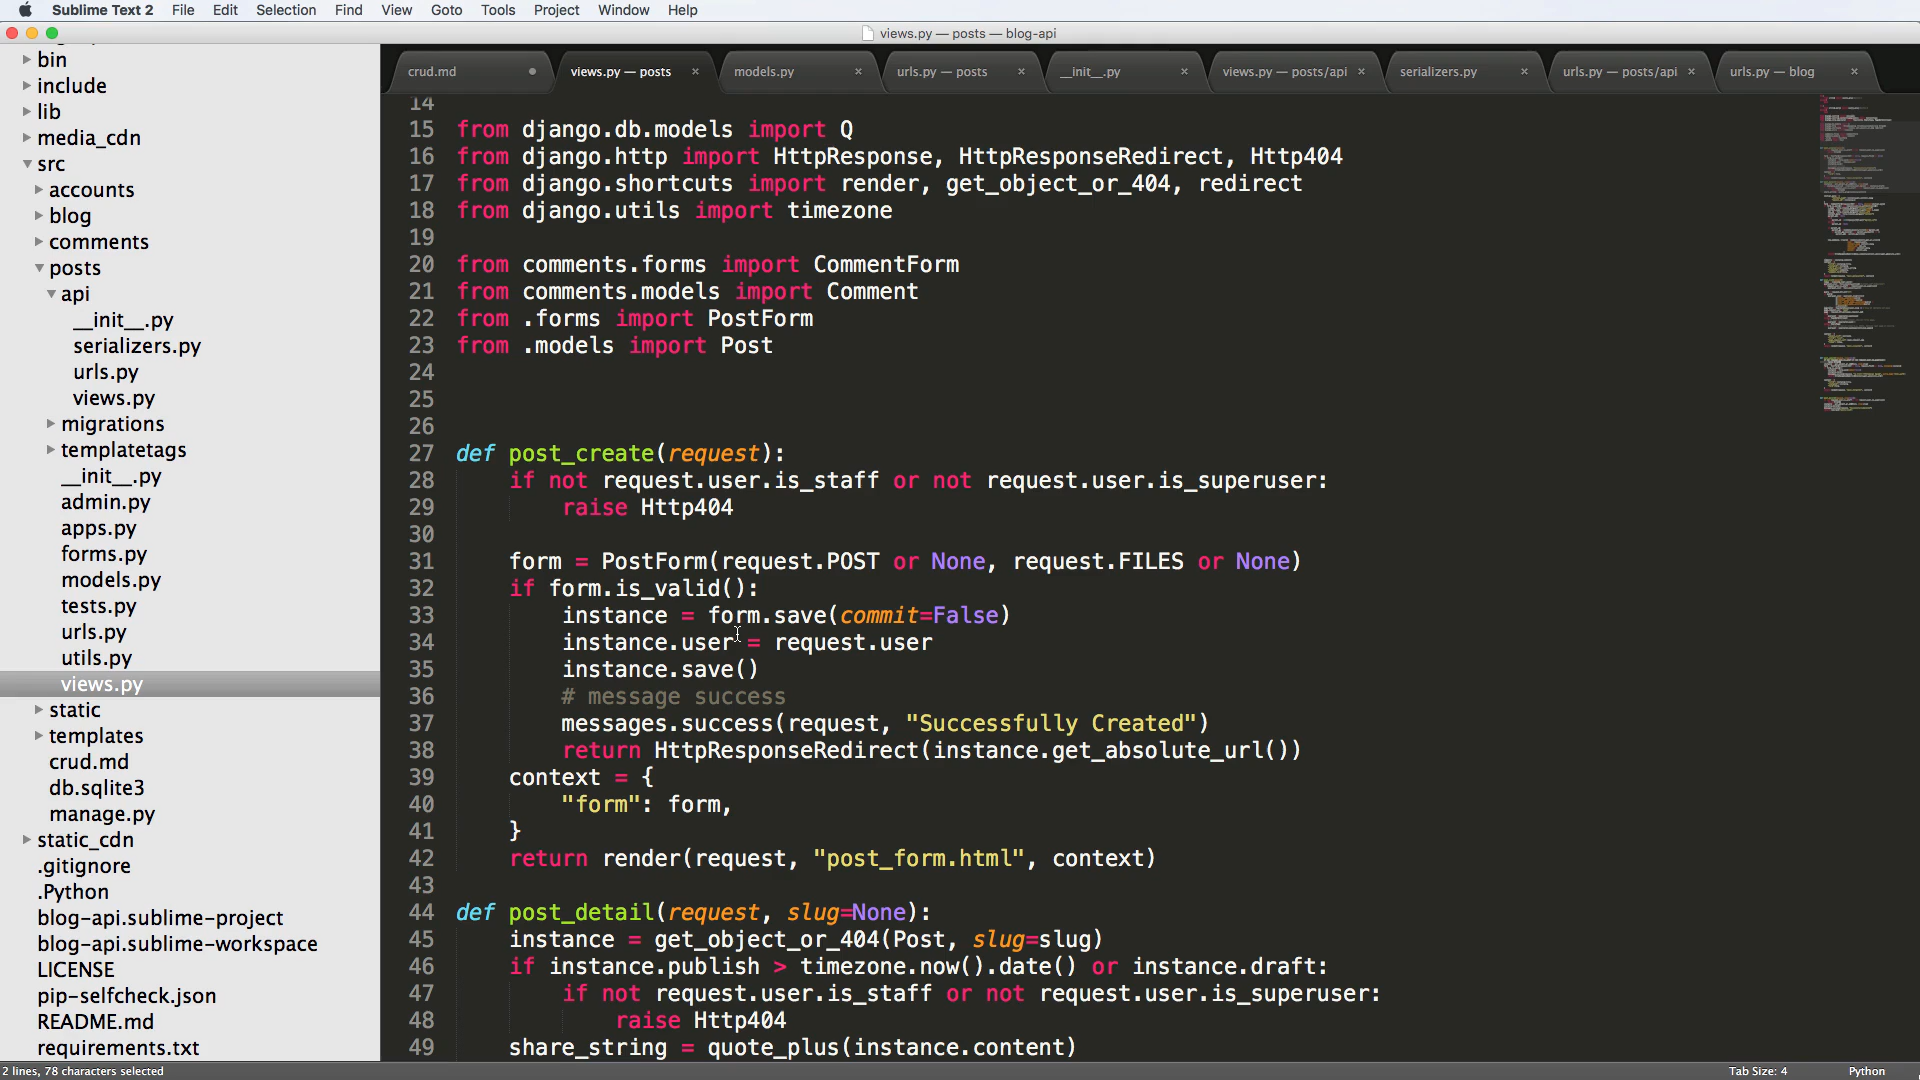 Sublime Text 2 File Edit Selection Find View Goto Tools Project Window Help
views.py — posts — blog-api
bin
include
lib
media_cdn
src
accounts
blog
comments
posts
api
__init__.py
serializers.py
urls.py
views.py
migrations
templatetags
__init__.py
admin.py
apps.py
forms.py
models.py
tests.py
urls.py
utils.py
views.py
static
templates
crud.md
db.sqlite3
manage.py
static_cdn
.gitignore
.Python
blog-api.sublime-project
blog-api.sublime-workspace
LICENSE
pip-selfcheck.json
README.md
requirements.txt
crud.md views.py — posts models.py urls.py — posts __init__.py views.py — posts/api serializers.py urls.py — posts/api urls.py — blog
14
15 from django.db.models import Q
16 from django.http import HttpResponse, HttpResponseRedirect, Http404
17 from django.shortcuts import render, get_object_or_404, redirect
18 from django.utils import timezone
19
20 from comments.forms import CommentForm
21 from comments.models import Comment
22 from .forms import PostForm
23 from .models import Post
24
25
26
27 def post_create(request):
28     if not request.user.is_staff or not request.user.is_superuser:
29         raise Http404
30
31     form = PostForm(request.POST or None, request.FILES or None)
32     if form.is_valid():
33         instance = form.save(commit=False)
34         instance.user = request.user
35         instance.save()
36         # message success
37         messages.success(request, "Successfully Created")
38         return HttpResponseRedirect(instance.get_absolute_url())
39     context = {
40         "form": form,
41     }
42     return render(request, "post_form.html", context)
43
44 def post_detail(request, slug=None):
45     instance = get_object_or_404(Post, slug=slug)
46     if instance.publish > timezone.now().date() or instance.draft:
47         if not request.user.is_staff or not request.user.is_superuser:
48             raise Http404
49     share_string = quote_plus(instance.content)
2 lines, 78 characters selected Tab Size: 4 Python